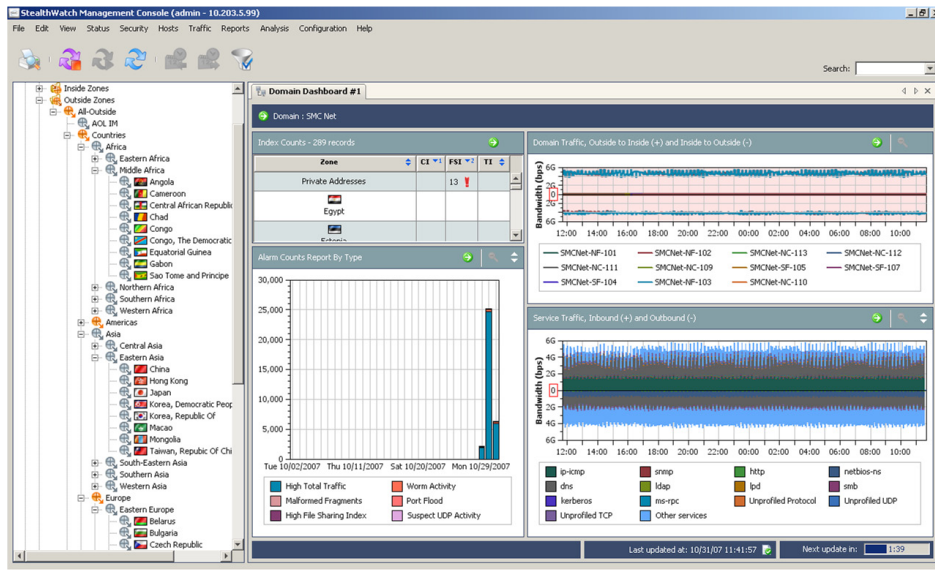 StealthWatch Management Console (admin - 10.203.5.99)
File Edit View Status Security Hosts Traffic Reports Analysis Configuration Help
Search:
Inside Zones
Outside Zones
All-Outside
AOL IM
Countries
Africa
Eastern Africa
Middle Africa
Angola
Cameroon
Central African Republic
Chad
Congo
Congo, The Democratic
Equatorial Guinea
Gabon
Sao Tome and Principe
Northern Africa
Southern Africa
Western Africa
Americas
Asia
Central Asia
Eastern Asia
China
Hong Kong
Japan
Korea, Democratic Peop
Korea, Republic Of
Macao
Mongolia
Taiwan, Repubic Of Chi
South-Eastern Asia
Southern Asia
Western Asia
Europe
Eastern Europe
Belarus
Bulgaria
Czech Republic
Domain Dashboard #1
Domain : SMC Net
Index Counts - 289 records
Zone CI 1 FSI 2 TI
Private Addresses 13
Egypt
Estonia
Alarm Counts Report By Type
30,000
25,000
20,000
15,000
10,000
5,000
0
Tue 10/02/2007 Thu 10/11/2007 Sat 10/20/2007 Mon 10/29/2007
High Total Traffic Worm Activity
Malformed Fragments Port Flood
High File Sharing Index Suspect UDP Activity
Domain Traffic, Outside to Inside (+) and Inside to Outside (-)
Bandwidth (bps)
6G
2G
0
2G
6G
12:00 14:00 16:00 18:00 20:00 22:00 00:00 02:00 04:00 06:00 08:00 10:00
SMCNet-NF-101 SMCNet-NF-102 SMCNet-NC-113 SMCNet-NC-112
SMCNet-NC-111 SMCNet-NC-109 SMCNet-SF-105 SMCNet-SF-107
SMCNet-SF-104 SMCNet-NF-103 SMCNet-NC-110
Service Traffic, Inbound (+) and Outbound (-)
Bandwidth (bps)
6G
4G
2G
0
2G
4G
6G
12:00 14:00 16:00 18:00 20:00 22:00 00:00 02:00 04:00 06:00 08:00 10:00
ip-icmp snmp http netbios-ns
dns ldap lpd smb
kerberos ms-rpc Unprofiled Protocol Unprofiled UDP
Unprofiled TCP Other services
Last updated at: 10/31/07 11:41:57 Next update in: 1:39